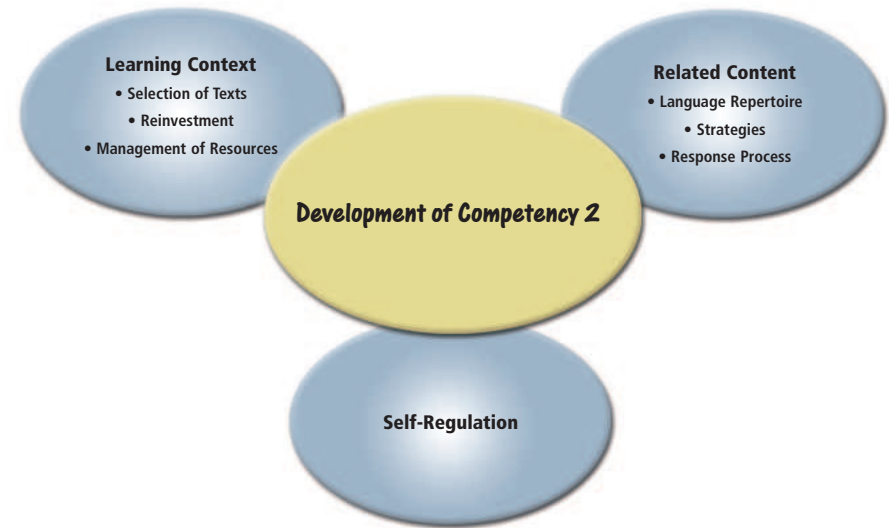 Learning Context
• Selection of Texts
• Reinvestment
• Management of Resources
Related Content
• Language Repertoire
• Strategies
• Response Process
Development of Competency 2
Self-Regulation